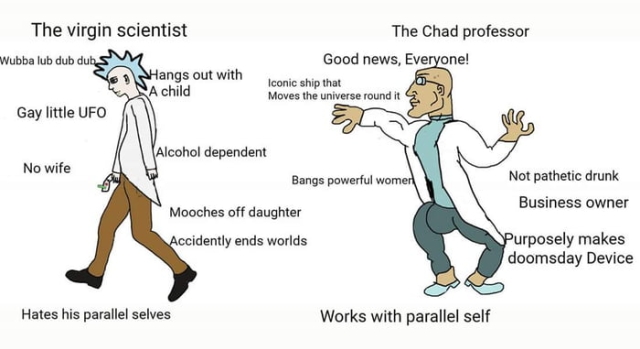 The virgin scientist
The Chad professor
Wubba lub dub dub
Good news, Everyone!
Hangs out with
A child
Iconic ship that
Moves the universe round it
Gay little UFO
Alcohol dependent
No wife
Bangs powerful women
Not pathetic drunk
Business owner
Mooches off daughter
Accidently ends worlds
Purposely makes
doomsday Device
Hates his parallel selves
Works with parallel self